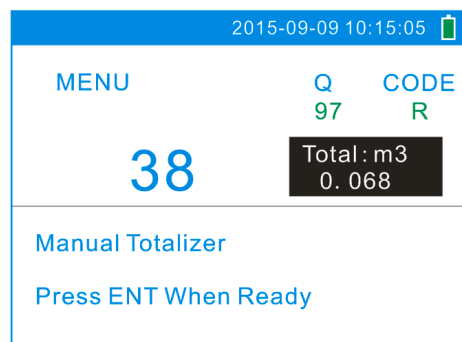 2015-09-09 10:15:05
MENU Q CODE
97 R
38 Total: m3
0. 068
Manual Totalizer
Press ENT When Ready